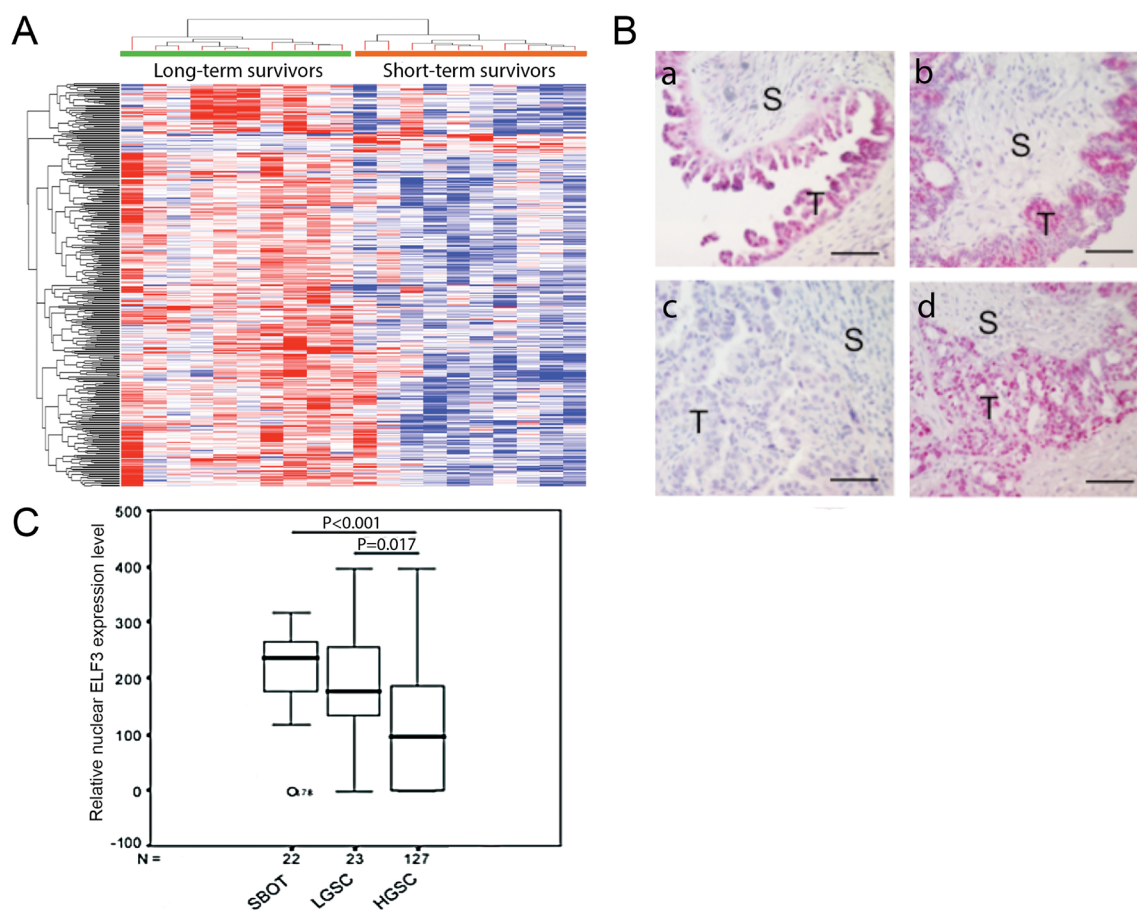 A
B
Long-term survivors Short-term survivors
a
S
T
b
S
T
c
S
T
d
S
T
C
Relative nuclear ELF3 expression level
500
400
300
200
100
0
-100
P<0.001
P=0.017
N = 22 23 127
SBOT LGSC HGSC